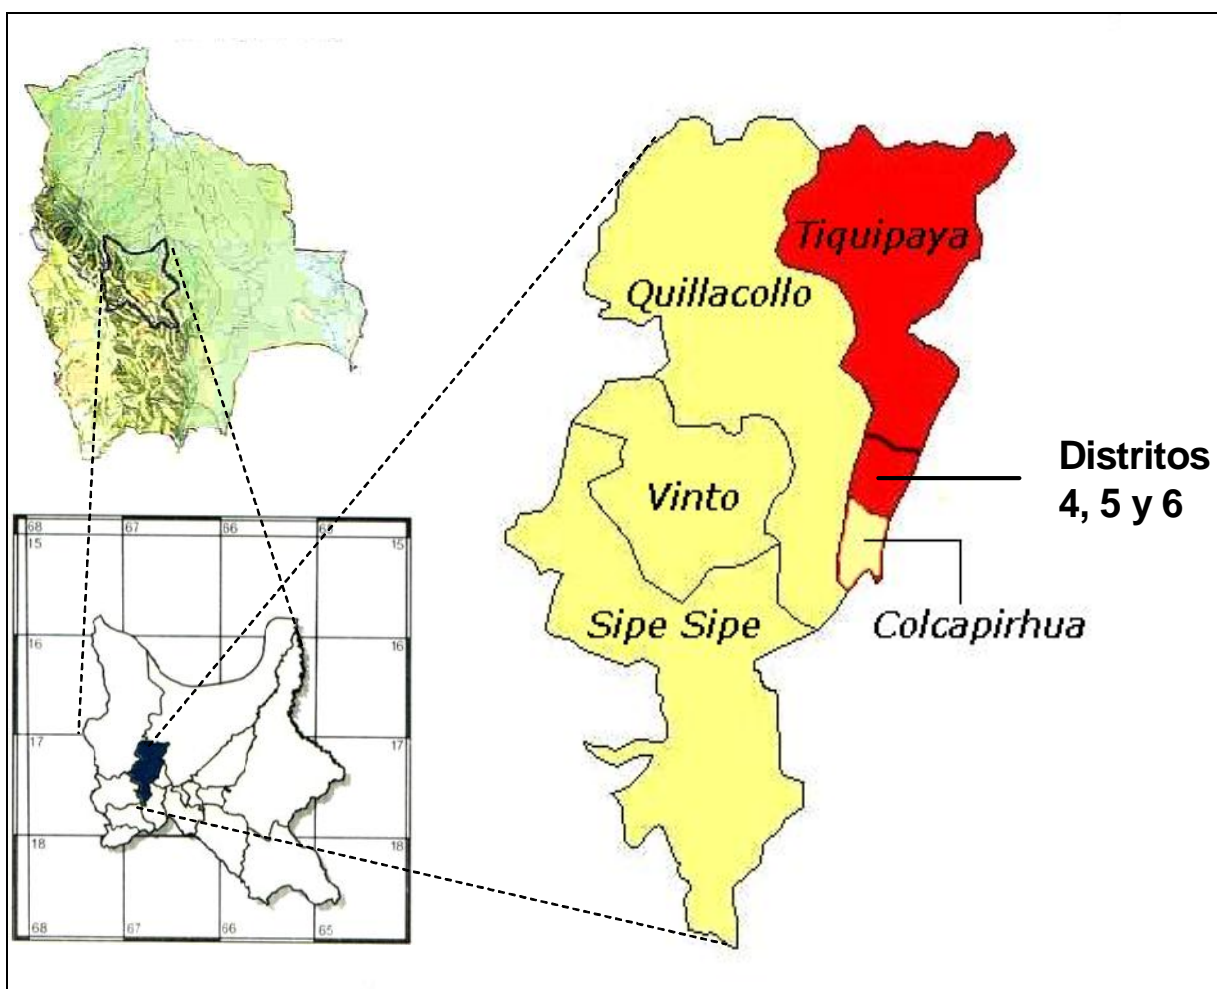 Tiquipaya
Quillacollo
Vinto
Distritos
4, 5 y 6
Sipe Sipe
Colcapirhua
68 67 66
15 15
16 16
17 17
18 18
68 67 66 65